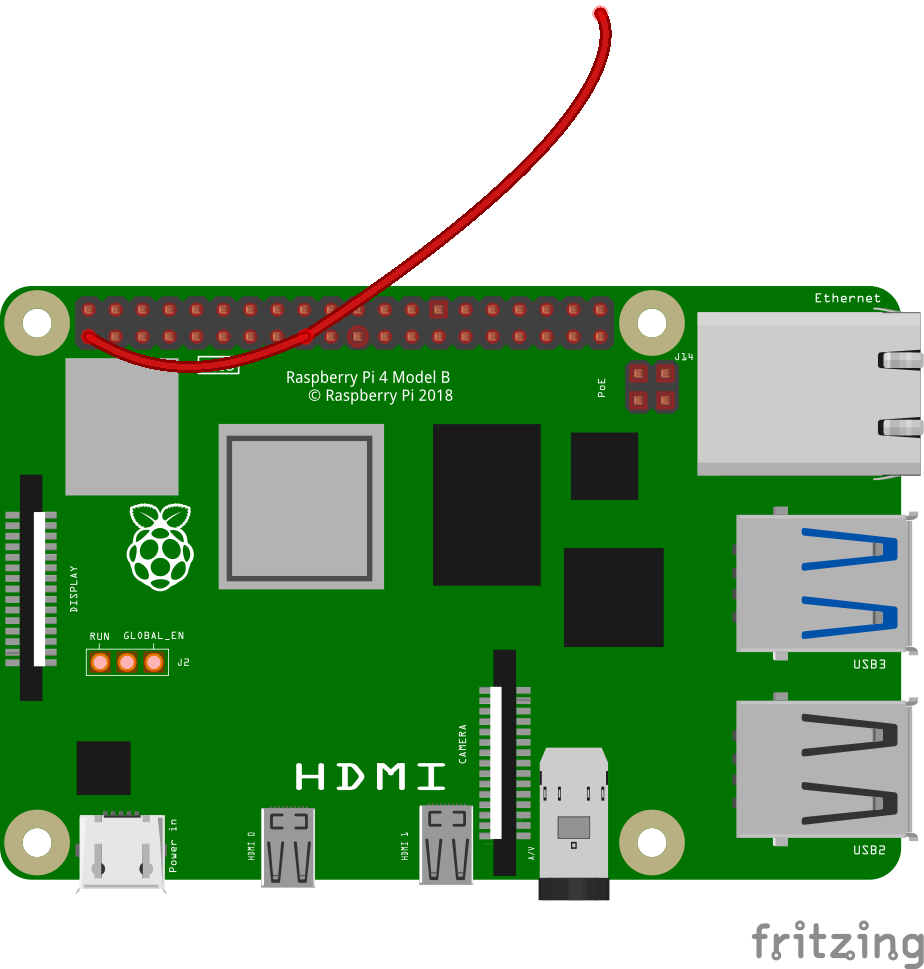 Ethernet
J14
PoE
Raspberry Pi 4 Model B
© Raspberry Pi 2018
DISPLAY
RUN
GLOBAL_EN
J2
USB3
CAMERA
HDMI
Power in
HDMI 0
HDMI 1
A/V
USB2
fritzing